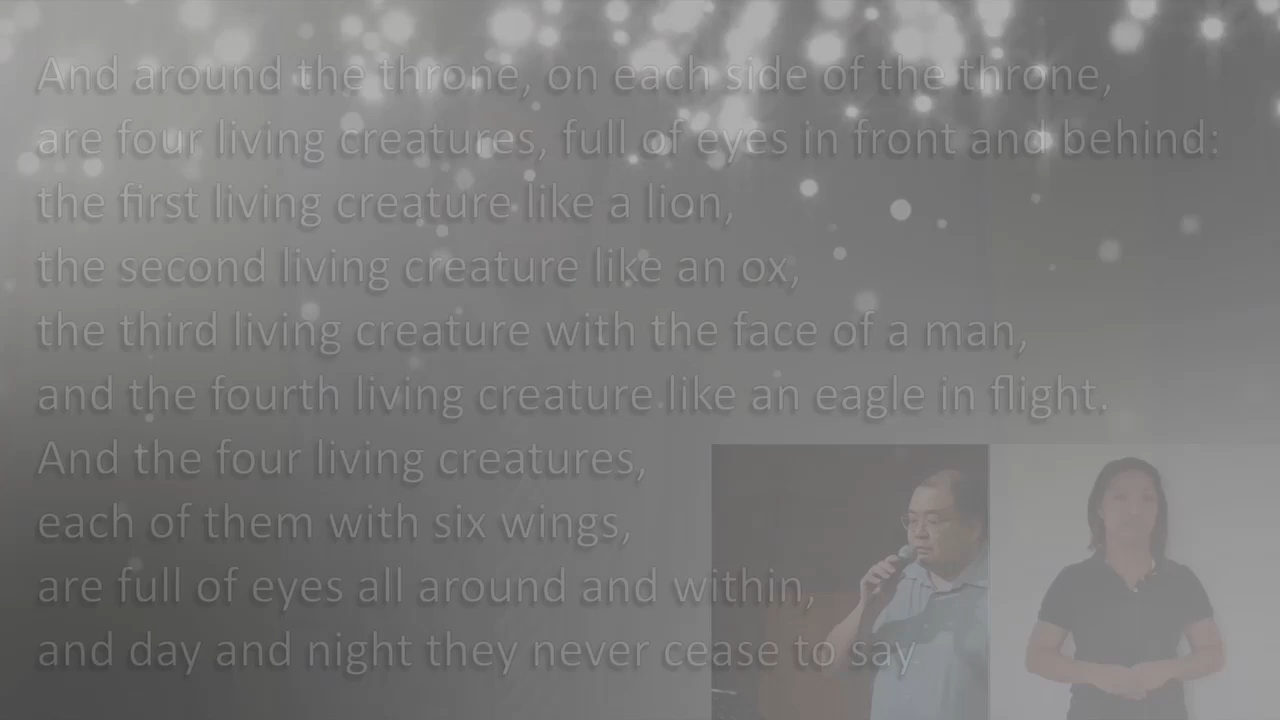 And around the throne, on each side of the throne,
are four living creatures, full of eyes in front and behind:
the first living creature like a lion,
the second living creature like an ox,
the third living creature with the face of a man,
and the fourth living creature like an eagle in flight.
And the four living creatures,
each of them with six wings,
are full of eyes all around and within,
and day and night they never cease to say